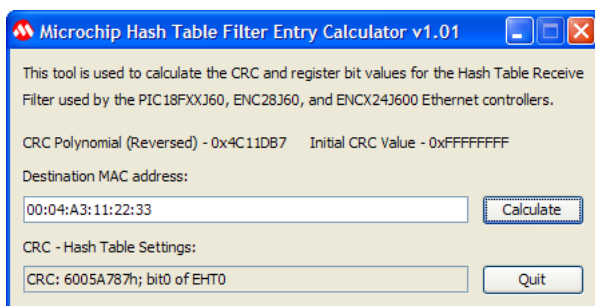 Microchip Hash Table Filter Entry Calculator v1.01
This tool is used to calculate the CRC and register bit values for the Hash Table Receive
Filter used by the PIC18FXXJ60, ENC28J60, and ENCX24J600 Ethernet controllers.
CRC Polynomial (Reversed) - 0x4C11DB7 Initial CRC Value - 0xFFFFFFFF
Destination MAC address:
00:04:A3:11:22:33 Calculate
CRC - Hash Table Settings:
CRC: 6005A787h; bit0 of EHT0 Quit